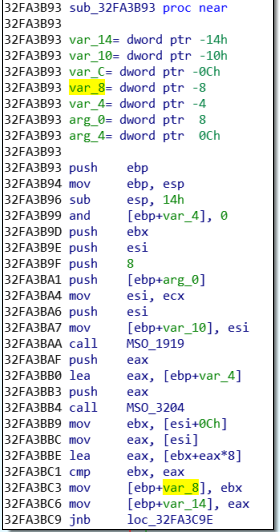 32FA3B93 sub_32FA3B93 proc near
32FA3B93
32FA3B93 var_14= dword ptr -14h
32FA3B93 var_10= dword ptr -10h
32FA3B93 var_C= dword ptr -0Ch
32FA3B93 var_8= dword ptr -8
32FA3B93 var_4= dword ptr -4
32FA3B93 arg_0= dword ptr  8
32FA3B93 arg_4= dword ptr  0Ch
32FA3B93
32FA3B93 push    ebp
32FA3B94 mov     ebp, esp
32FA3B96 sub     esp, 14h
32FA3B99 and     [ebp+var_4], 0
32FA3B9D push    ebx
32FA3B9E push    esi
32FA3B9F push    8
32FA3BA1 push    [ebp+arg_0]
32FA3BA4 mov     esi, ecx
32FA3BA6 push    esi
32FA3BA7 mov     [ebp+var_10], esi
32FA3BAA call    MSO_1919
32FA3BAF push    eax
32FA3BB0 lea     eax, [ebp+var_4]
32FA3BB3 push    eax
32FA3BB4 call    MSO_3204
32FA3BB9 mov     ebx, [esi+0Ch]
32FA3BBC mov     eax, [esi]
32FA3BBE lea     eax, [ebx+eax*8]
32FA3BC1 cmp     ebx, eax
32FA3BC3 mov     [ebp+var_8], ebx
32FA3BC6 mov     [ebp+var_14], eax
32FA3BC9 jnb     loc_32FA3C9E